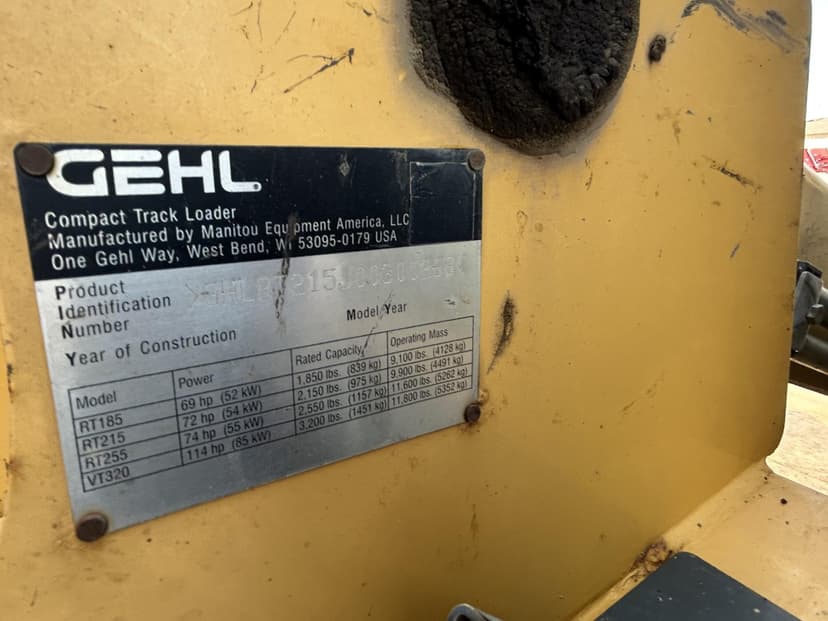 GEHL
Compact Track Loader
Manufactured by Manitou Equipment America, LLC
One Gehl Way, West Bend, WI 53095-0179 USA
Product
Identification
Number
Model Year
Year of Construction
Model Power Rated Capacity Operating Mass
RT185 69 hp (52 kW) 1,850 lbs. (839 kg) 9,100 lbs. (4128 kg)
RT215 72 hp (54 kW) 2,150 lbs. (975 kg) 9,900 lbs. (4491 kg)
RT255 74 hp (55 kW) 2,550 lbs. (1157 kg) 11,600 lbs. (5262 kg)
VT320 114 hp (85 kW) 3,200 lbs. (1451 kg) 11,800 lbs. (5352 kg)